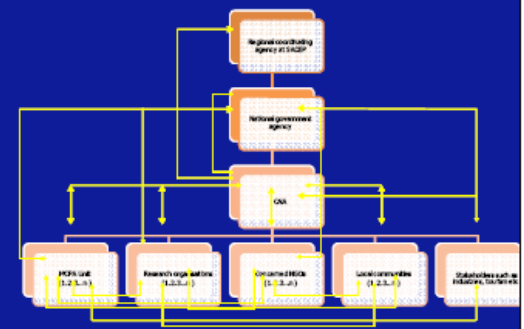 Regional coordinating
agency at SACEP
National government
agency
MCPA Unit
(1,2,3...n)
Research organisations
(1,2,3...n)
Concerned NGOs
(1,2,3...n)
Local communities
(1,2,3...n)
Stakeholders such as
industries, tourism etc